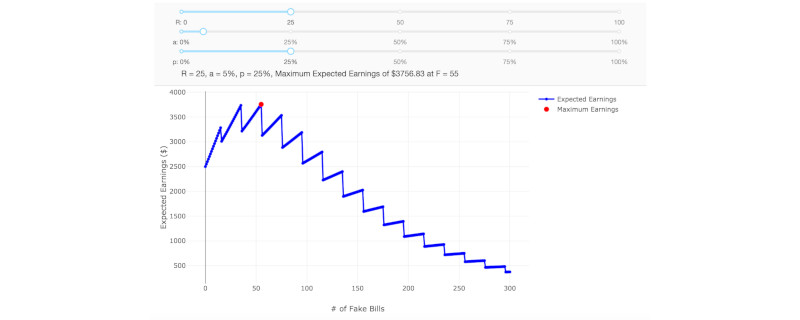 R: 0 25 50 75 100
a: 0% 25% 50% 75% 100%
p: 0% 25% 50% 75% 100%
R = 25, a = 5%, p = 25%, Maximum Expected Earnings of $3756.83 at F = 55
4000
3500
3000
2500
2000
1500
1000
500
Expected Earnings ($)
0 50 100 150 200 250 300
# of Fake Bills
Expected Earnings
Maximum Earnings